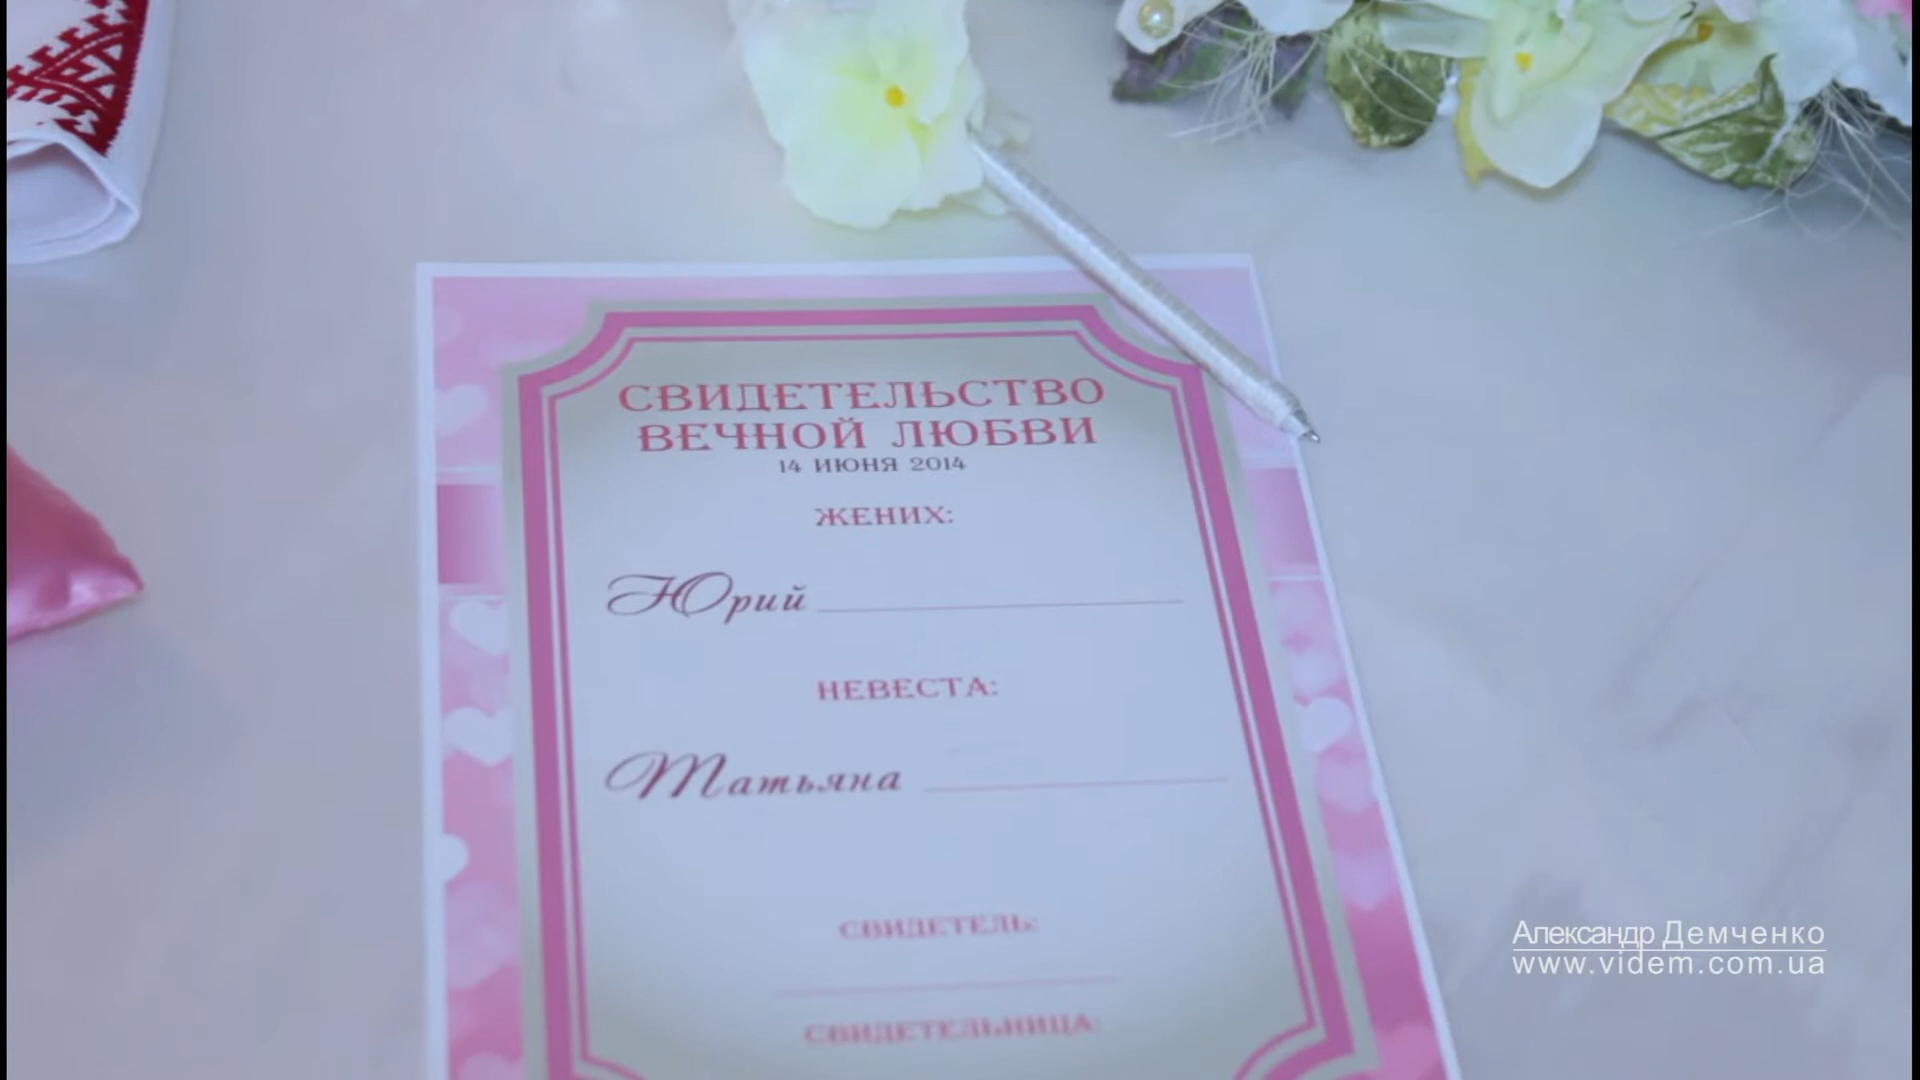 СВИДЕТЕЛЬСТВО
ВЕЧНОЙ ЛЮБВИ
14 ИЮНЯ 2014
ЖЕНИХ:
Юрий
НЕВЕСТА:
Татьяна
СВИДЕТЕЛЬ:
СВИДЕТЕЛЬНИЦА:
Александр Демченко
www.videm.com.ua